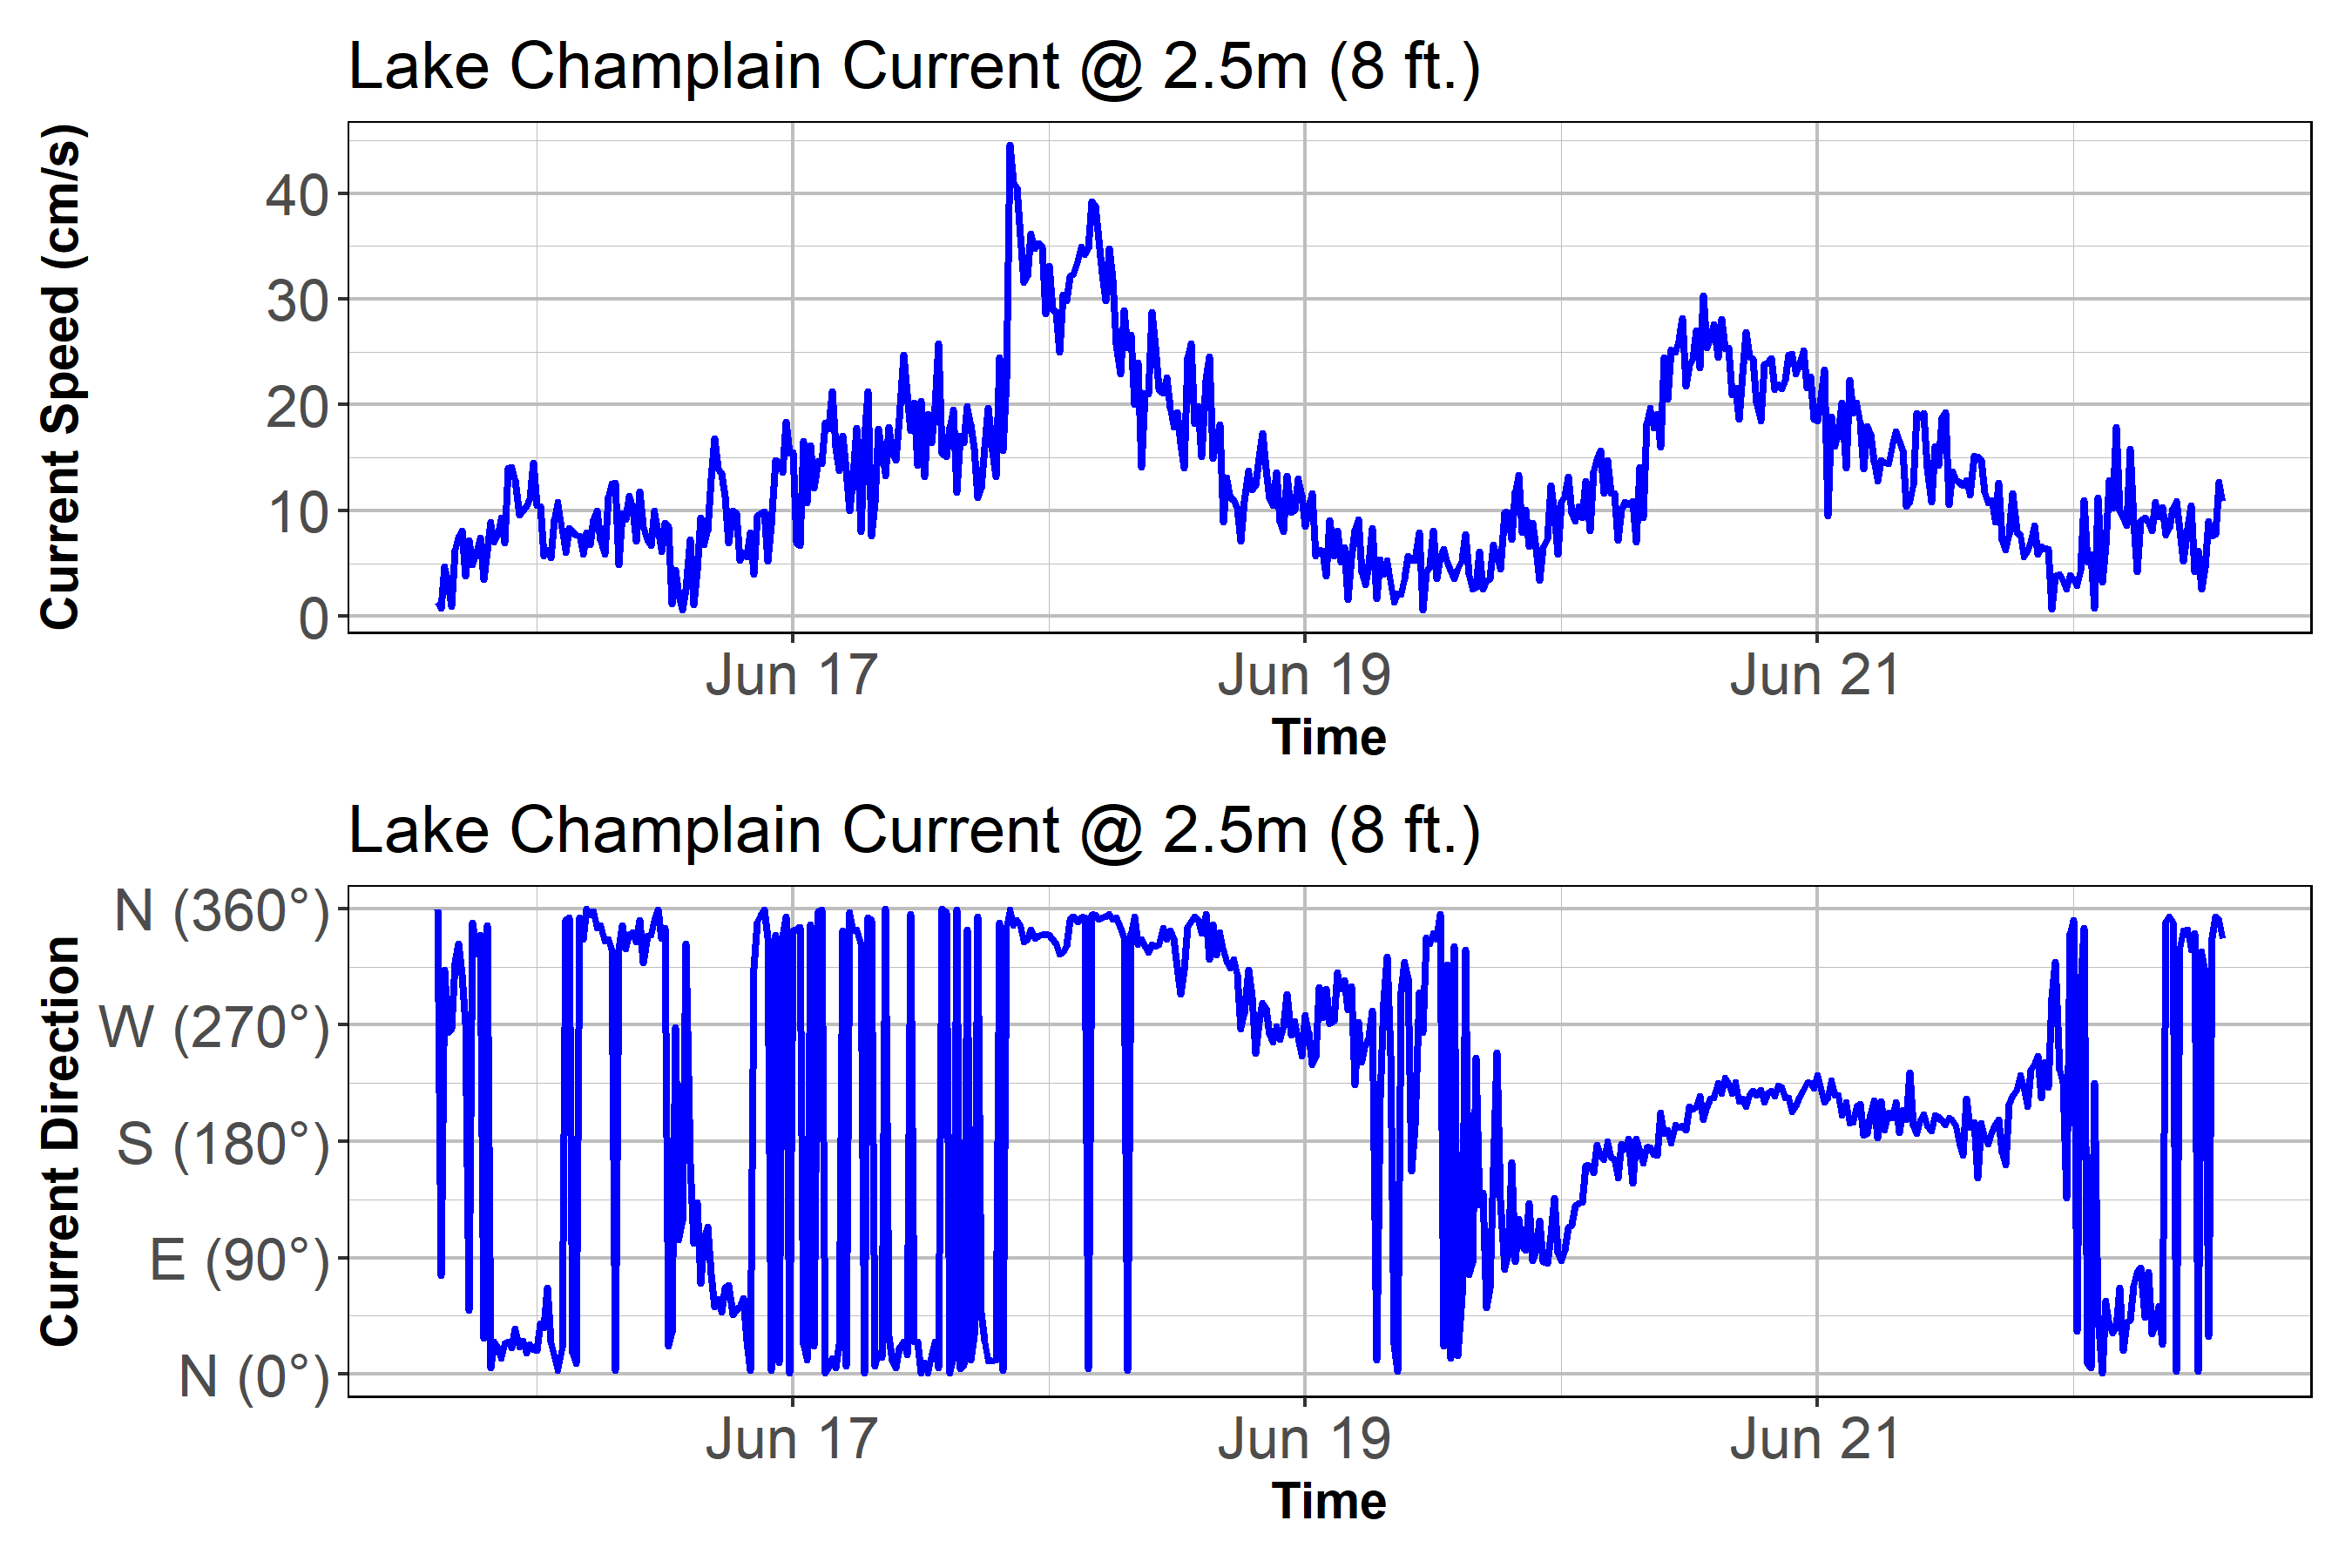 Lake Champlain Current @ 2.5m (8 ft.)
Current Speed (cm/s)
40
30
20
10
0
Jun 17
Jun 19
Jun 21
Time
Lake Champlain Current @ 2.5m (8 ft.)
Current Direction
N (360°)
W (270°)
S (180°)
E (90°)
N (0°)
Jun 17
Jun 19
Jun 21
Time